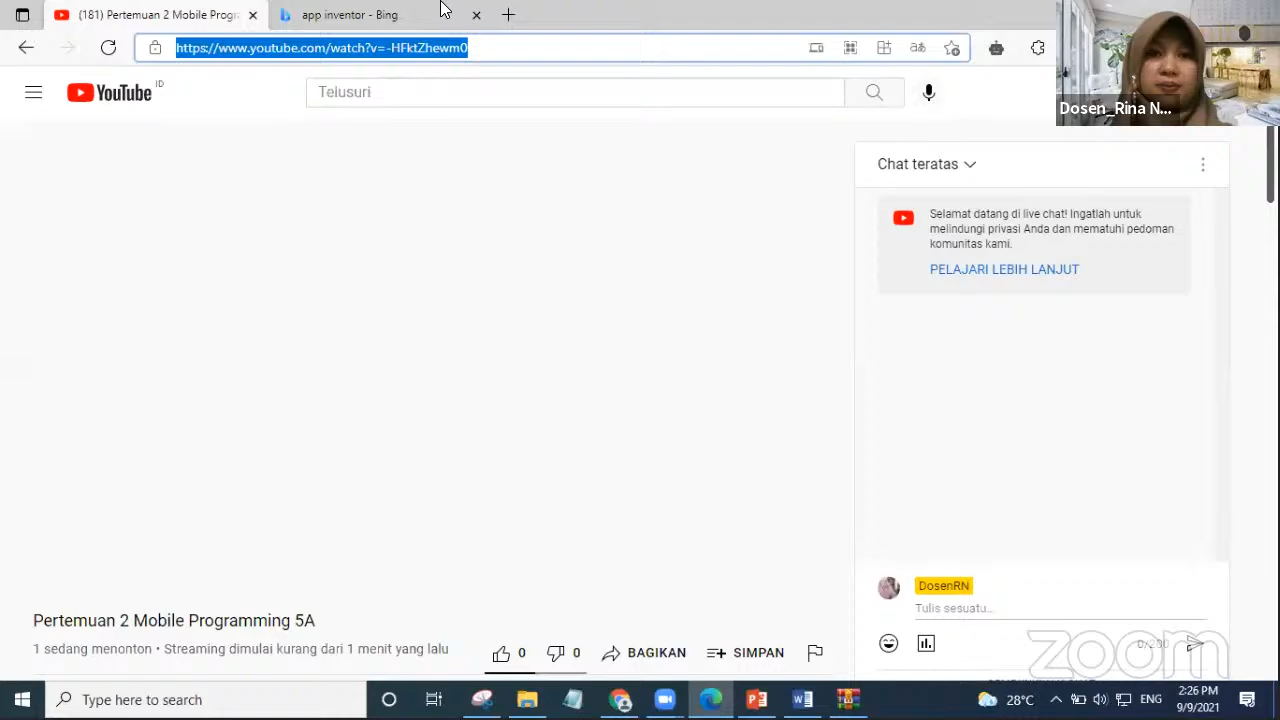 (181) Pertemuan 2 Mobile Prog
app inventor - Bing
https://www.youtube.com/watch?v=-HFktZhewm0
YouTube ID
Telusuri
Dosen_Rina N...
Chat teratas
Selamat datang di live chat! Ingatlah untuk
melindungi privasi Anda dan mematuhi pedoman
komunitas kami.
PELAJARI LEBIH LANJUT
DosenRN
Tulis sesuatu...
0/200
Pertemuan 2 Mobile Programming 5A
1 sedang menonton • Streaming dimulai kurang dari 1 menit yang lalu
0
0
BAGIKAN
SIMPAN
zoom
Type here to search
28°C
ENG
2:26 PM
9/9/2021